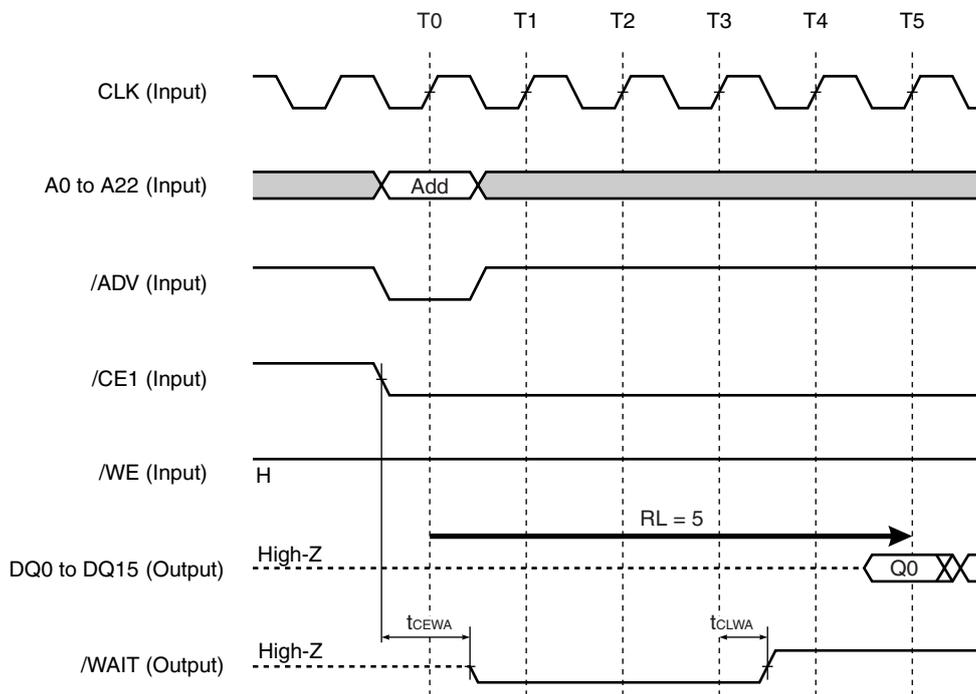 T0 T1 T2 T3 T4 T5
CLK (Input)
A0 to A22 (Input)
Add
/ADV (Input)
/CE1 (Input)
/WE (Input)
H
RL = 5
High-Z
DQ0 to DQ15 (Output)
Q0
tCEWA
tCLWA
High-Z
/WAIT (Output)